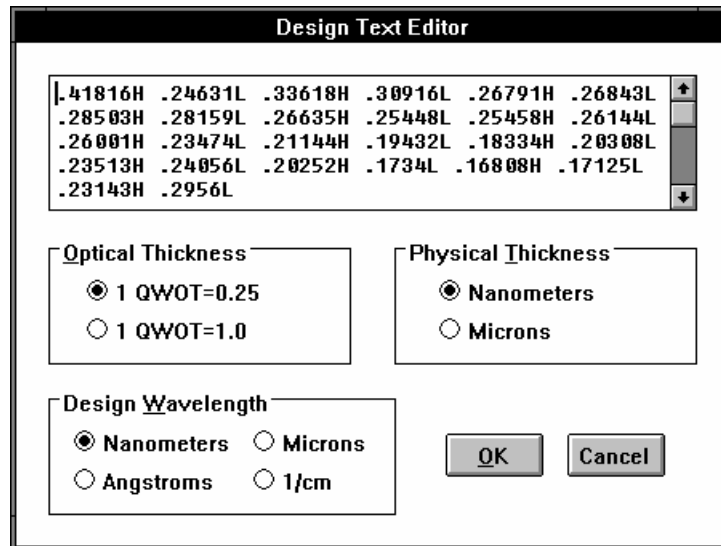 Design Text Editor
.41816H .24631L .33618H .30916L .26791H .26843L
.28503H .28159L .26635H .25448L .25458H .26144L
.26001H .23474L .21144H .19432L .18334H .20308L
.23513H .24056L .20252H .1734L .16808H .17125L
.23143H .2956L
Optical Thickness
1 QWOT=0.25
1 QWOT=1.0
Physical Thickness
Nanometers
Microns
Design Wavelength
Nanometers Microns
Angstroms 1/cm
OK Cancel